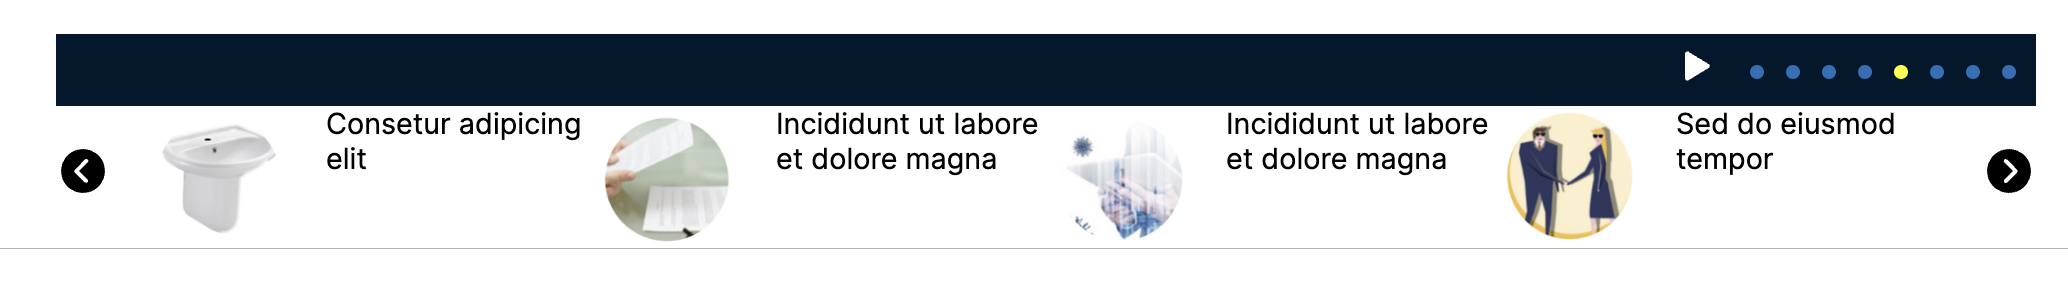 Consetur adipicing
elit
Incididunt ut labore
et dolore magna
Incididunt ut labore
et dolore magna
Sed do eiusmod
tempor